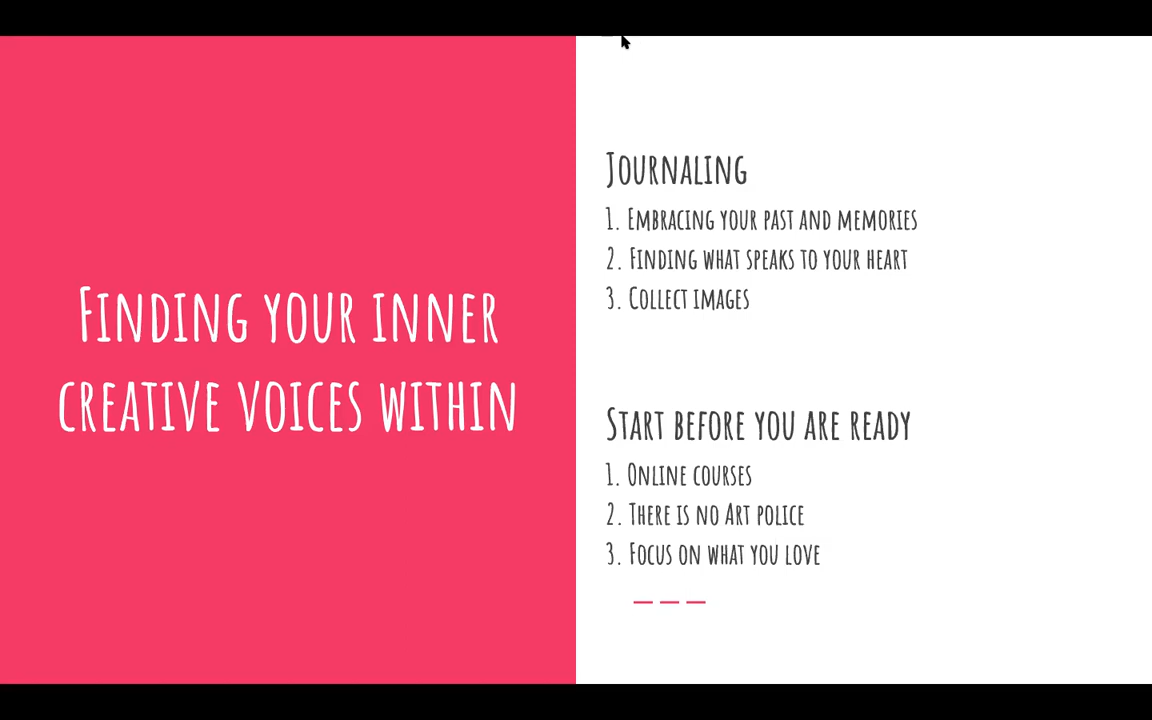 Finding your inner
creative voices within
Journaling
1. Embracing your past and memories
2. Finding what speaks to your heart
3. Collect images
Start before you are ready
1. Online courses
2. There is no Art police
3. Focus on what you love